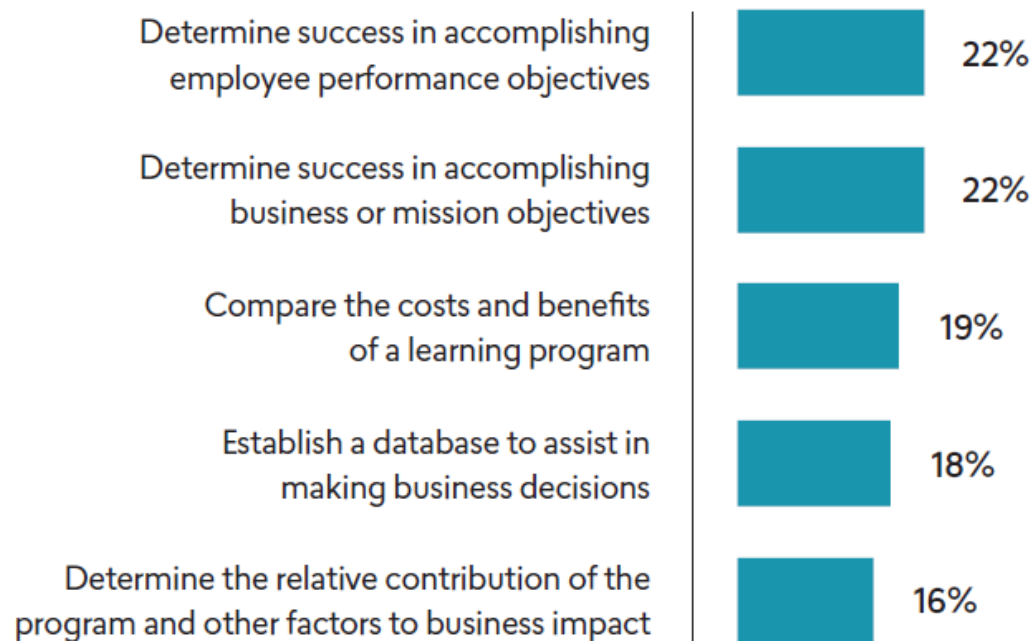 Determine success in accomplishing
employee performance objectives
22%
Determine success in accomplishing
business or mission objectives
22%
Compare the costs and benefits
of a learning program
19%
Establish a database to assist in
making business decisions
18%
Determine the relative contribution of the
program and other factors to business impact
16%